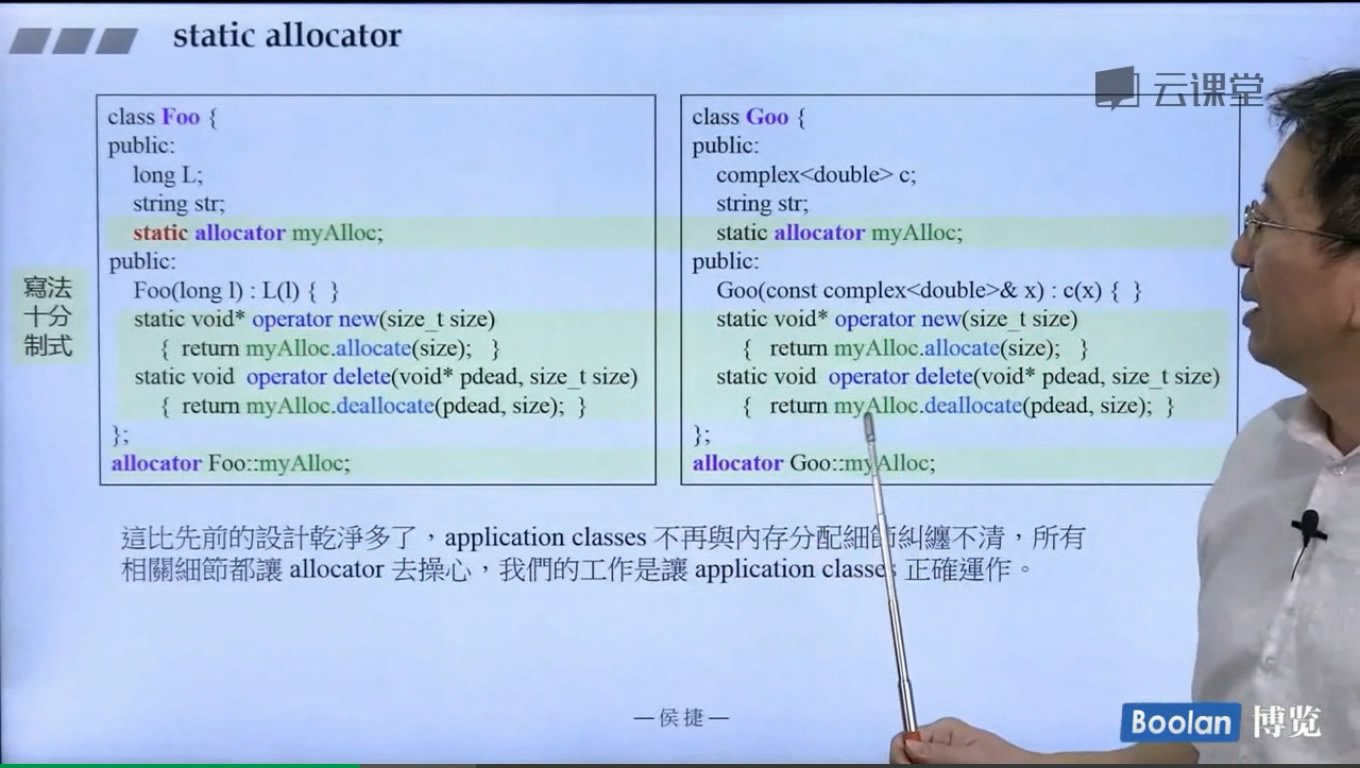 static allocator
云课堂
class Foo {
public:
long L;
string str;
static allocator myAlloc;
public:
Foo(long l) : L(l) { }
static void* operator new(size_t size)
{ return myAlloc.allocate(size); }
static void operator delete(void* pdead, size_t size)
{ return myAlloc.deallocate(pdead, size); }
};
allocator Foo::myAlloc;
class Goo {
public:
complex<double> c;
string str;
static allocator myAlloc;
public:
Goo(const complex<double>& x) : c(x) { }
static void* operator new(size_t size)
{ return myAlloc.allocate(size); }
static void operator delete(void* pdead, size_t size)
{ return myAlloc.deallocate(pdead, size); }
};
allocator Goo::myAlloc;
寫法
十分
制式
這比先前的設計乾淨多了，application classes 不再與內存分配細節糾纏不清，所有
相關細節都讓 allocator 去操心，我們的工作是讓 application classes 正確運作。
—侯捷—
Boolan 博览